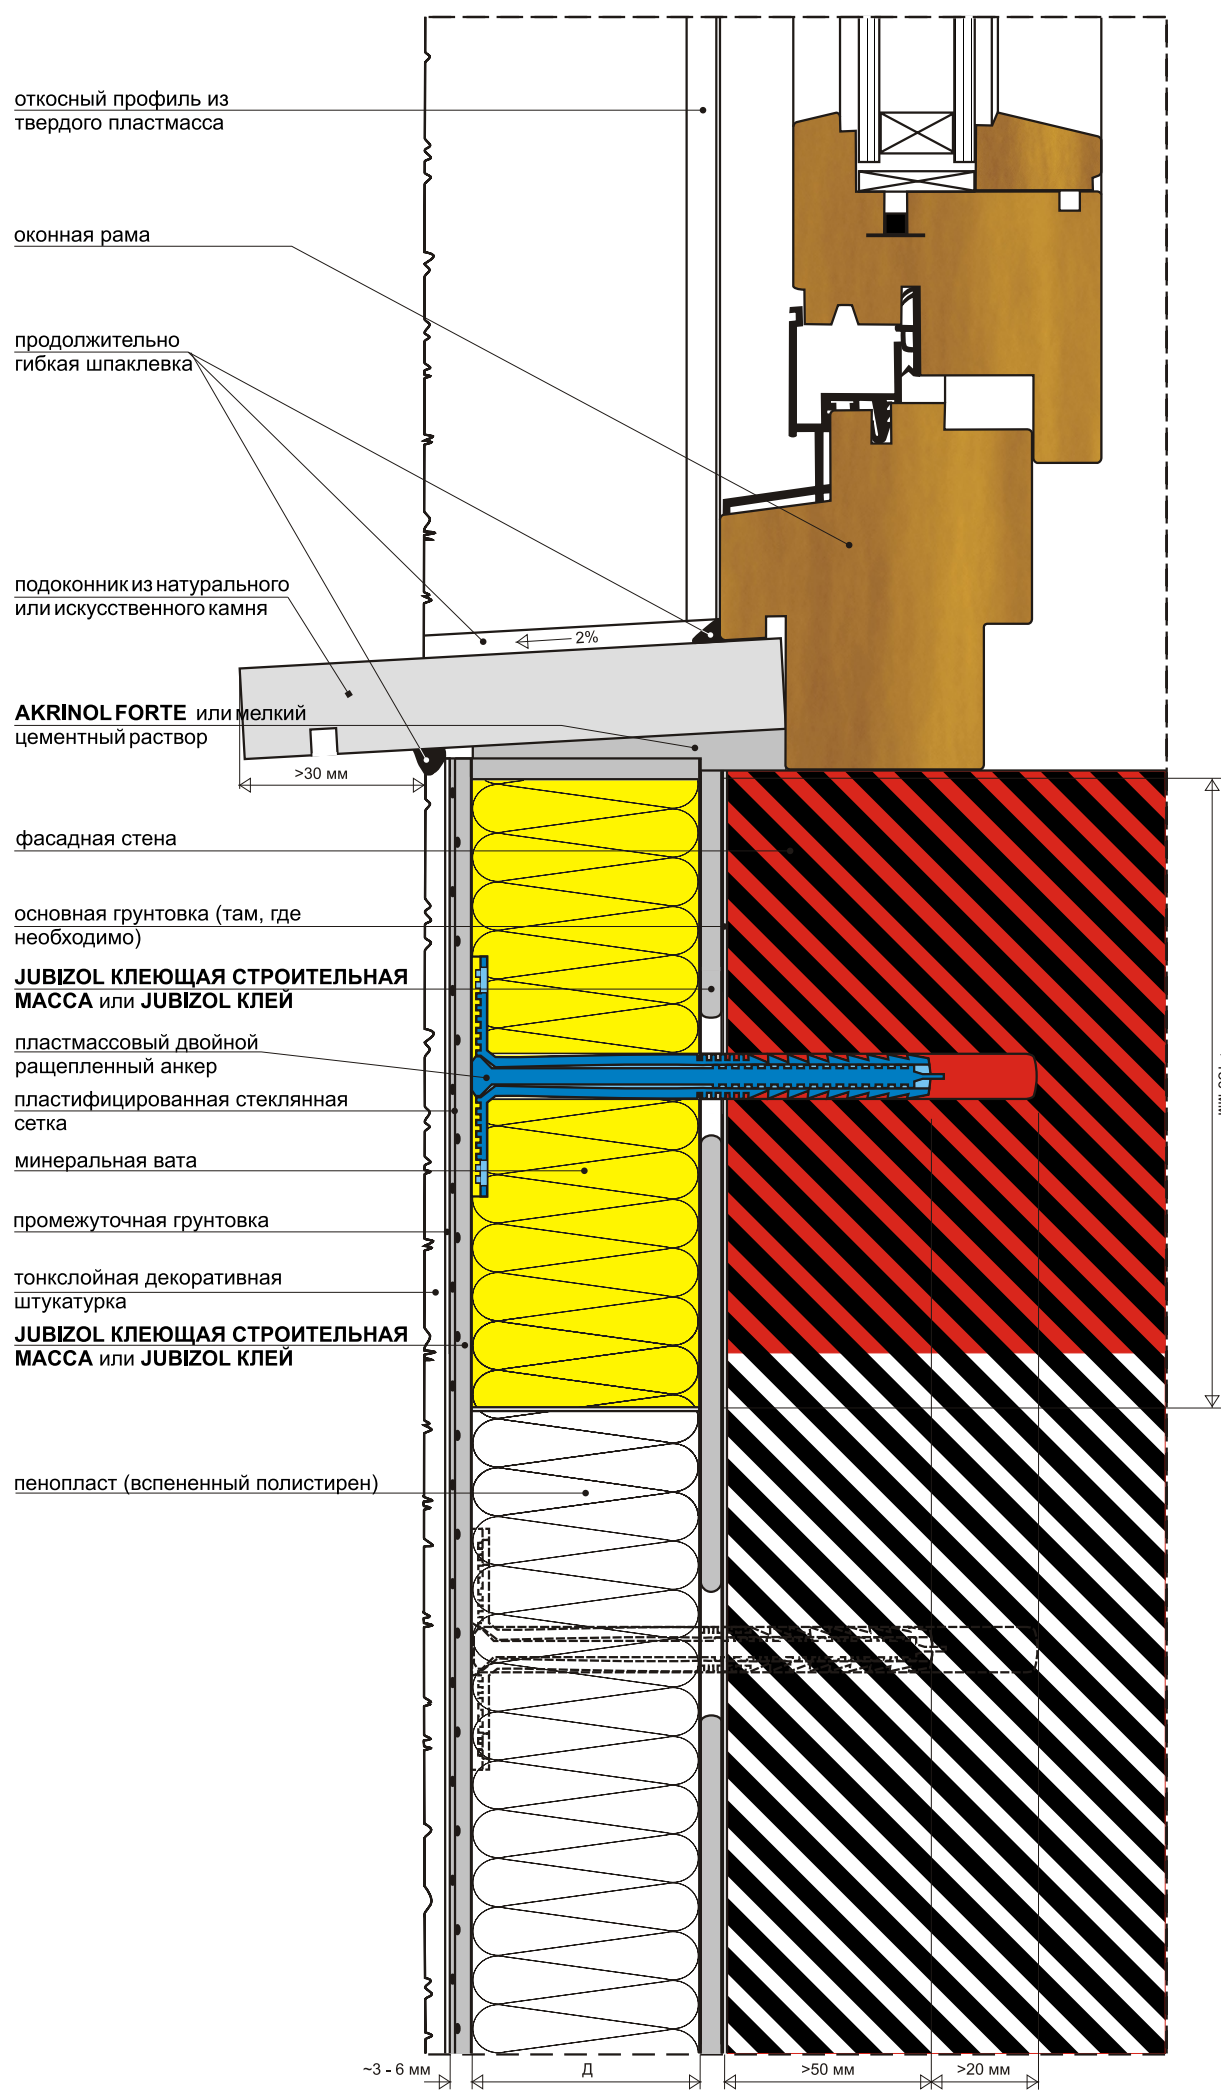 откосный профиль из
твердого пластмасса
оконная рама
продолжительно
гибкая шпаклевка
подоконник из натурального
или искусственного камня
2%
AKRINOL FORTE или мелкий
цементный раствор
>30 мм
фасадная стена
основная грунтовка (там, где
необходимо)
JUBIZOL КЛЕЮЩАЯ СТРОИТЕЛЬНАЯ
МАССА или JUBIZOL КЛЕЙ
пластмассовый двойной
ращепленный анкер
пластифицированная стеклянная
сетка
минеральная вата
промежуточная грунтовка
тонкслойная декоративная
штукатурка
JUBIZOL КЛЕЮЩАЯ СТРОИТЕЛЬНАЯ
МАССА или JUBIZOL КЛЕЙ
пенопласт (вспененный полистирен)
~3 - 6 мм
Д
>50 мм
>20 мм